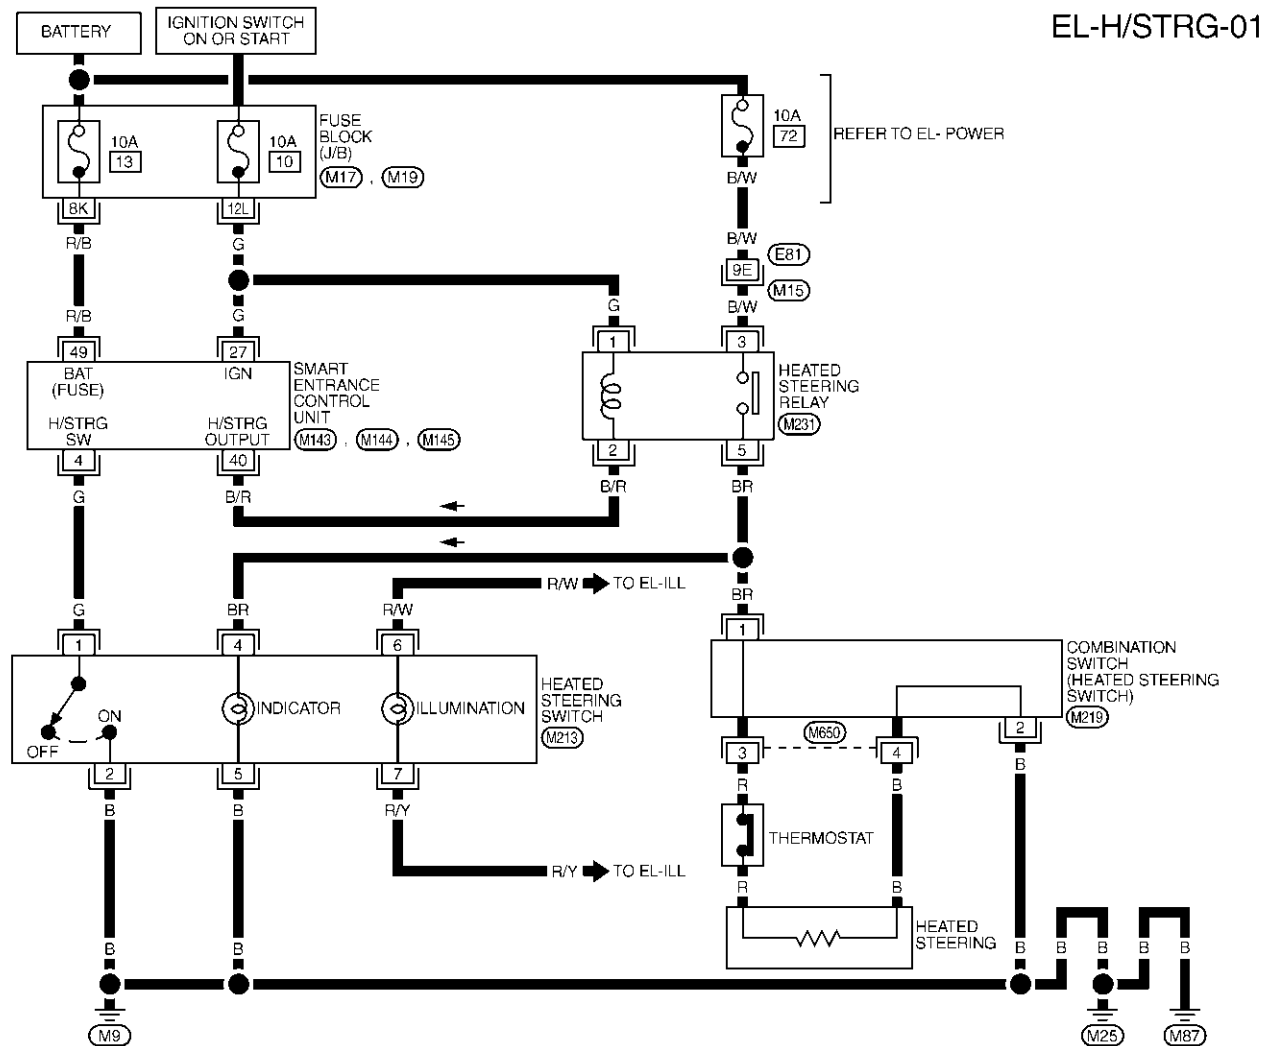 EL-H/STRG-01
BATTERY
IGNITION SWITCH
ON OR START
10A
13
10A
10
FUSE
BLOCK
(J/B)
M17 , M19
10A
72
REFER TO EL- POWER
8K
12L
B/W
R/B
G
B/W
E81
9E
M15
R/B
G
G
B/W
49
27
1
3
BAT
(FUSE)
IGN
H/STRG
SW
H/STRG
OUTPUT
SMART
ENTRANCE
CONTROL
UNIT
M143 , M144 , M145
HEATED
STEERING
RELAY
M231
4
40
2
5
G
B/R
B/R
BR
R/W
TO EL-ILL
G
BR
R/W
BR
1
4
6
1
INDICATOR
ILLUMINATION
ON
OFF
HEATED
STEERING
SWITCH
M213
COMBINATION
SWITCH
(HEATED STEERING
SWITCH)
M219
2
5
7
3
M650
4
2
B
B
R/Y
R
B
B
THERMOSTAT
R/Y
TO EL-ILL
R
B
HEATED
STEERING
B
B
B
B
B
B
B
M9
M25
M87